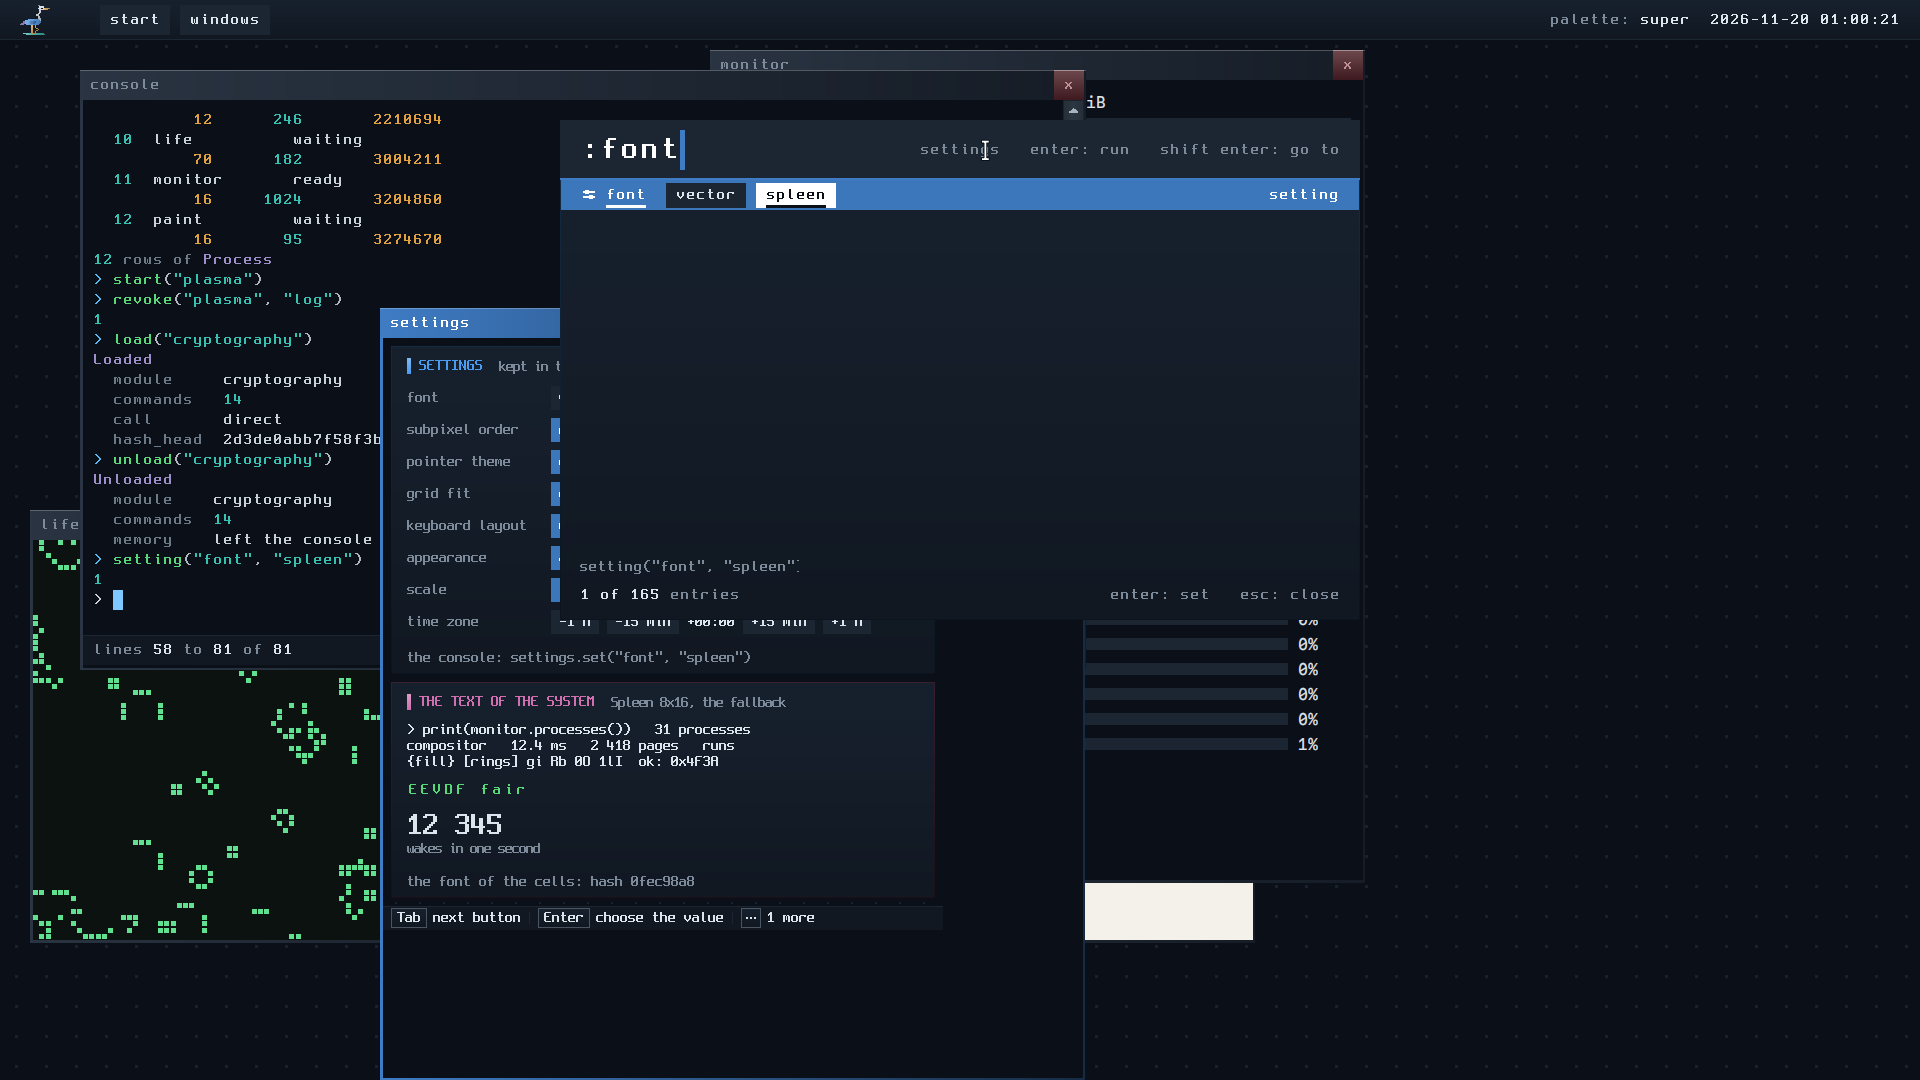 start windows palette: super 2026-11-20 01:00:21
monitor x
console x
iB
12 246 2210694
10 life waiting
70 182 3004211
11 monitor ready
16 1024 3204860
12 paint waiting
16 95 3274670
12 rows of Process
> start("plasma")
> revoke("plasma", "log")
1
> load("cryptography")
Loaded
module cryptography
commands 14
call direct
hash_head 2d3de0abb7f58f3b
> unload("cryptography")
Unloaded
module cryptography
commands 14
memory left the console
> setting("font", "spleen")
1
>
lines 58 to 81 of 81
:font settings enter: run shift enter: go to
font vector spleen setting
setting("font", "spleen")
1 of 165 entries enter: set esc: close
life
settings
SETTINGS kept in t
font
subpixel order
pointer theme
grid fit
keyboard layout
appearance
scale
time zone -1 h -15 min +00:00 +15 min +1 h
the console: settings.set("font", "spleen")
THE TEXT OF THE SYSTEM Spleen 8x16, the fallback
> print(monitor.processes()) 31 processes
compositor 12.4 ms 2 418 pages runs
{fill} [rings] gi Rb 0O 1lI ok: 0x4F3A
EEVDF fair
12 345
wakes in one second
the font of the cells: hash 0fec98a8
Tab next button Enter choose the value ··· 1 more
0%
0%
0%
0%
0%
1%